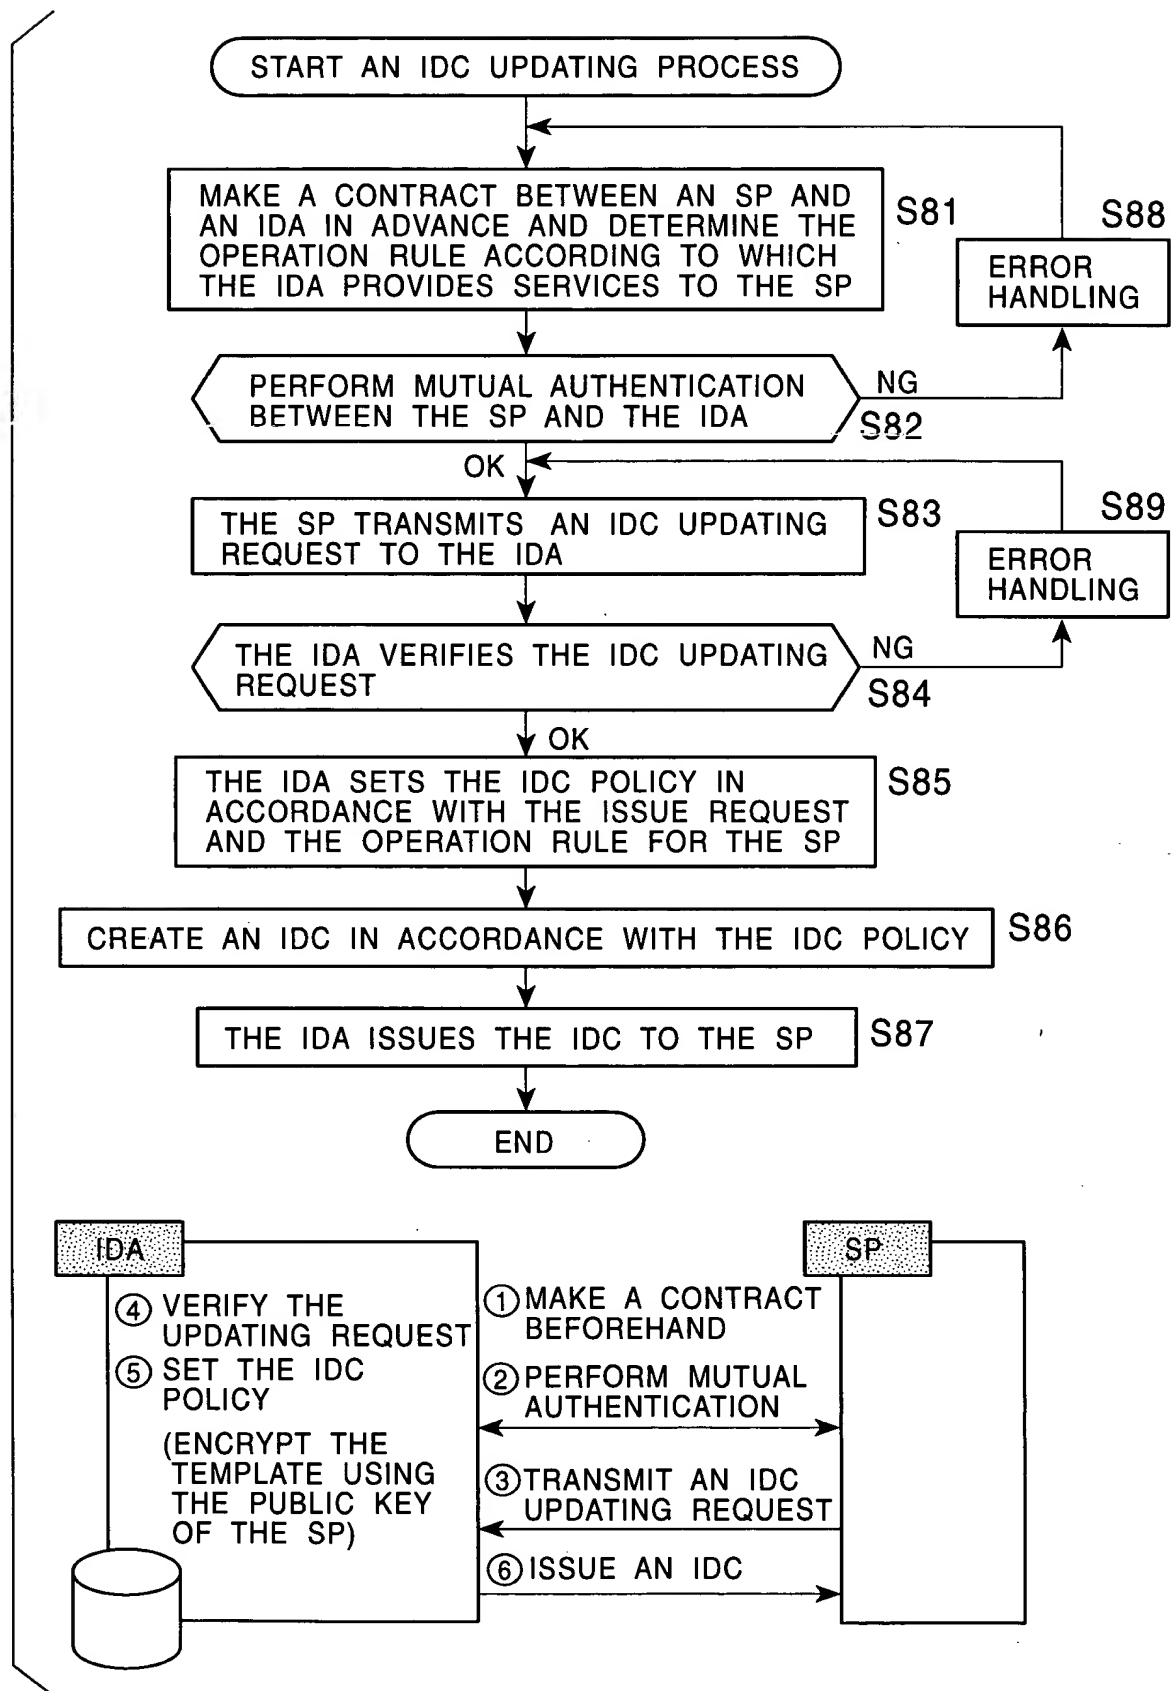 START AN IDC UPDATING PROCESS
MAKE A CONTRACT BETWEEN AN SP AND
AN IDA IN ADVANCE AND DETERMINE THE
OPERATION RULE ACCORDING TO WHICH
THE IDA PROVIDES SERVICES TO THE SP
S81
S88
ERROR
HANDLING
PERFORM MUTUAL AUTHENTICATION
BETWEEN THE SP AND THE IDA
NG
S82
OK
THE SP TRANSMITS AN IDC UPDATING
REQUEST TO THE IDA
S83
S89
ERROR
HANDLING
THE IDA VERIFIES THE IDC UPDATING
REQUEST
NG
S84
OK
THE IDA SETS THE IDC POLICY IN
ACCORDANCE WITH THE ISSUE REQUEST
AND THE OPERATION RULE FOR THE SP
S85
CREATE AN IDC IN ACCORDANCE WITH THE IDC POLICY
S86
THE IDA ISSUES THE IDC TO THE SP
S87
END
IDA
④ VERIFY THE
UPDATING REQUEST
⑤ SET THE IDC
POLICY
(ENCRYPT THE
TEMPLATE USING
THE PUBLIC KEY
OF THE SP)
① MAKE A CONTRACT
BEFOREHAND
② PERFORM MUTUAL
AUTHENTICATION
③ TRANSMIT AN IDC
UPDATING REQUEST
⑥ ISSUE AN IDC
SP